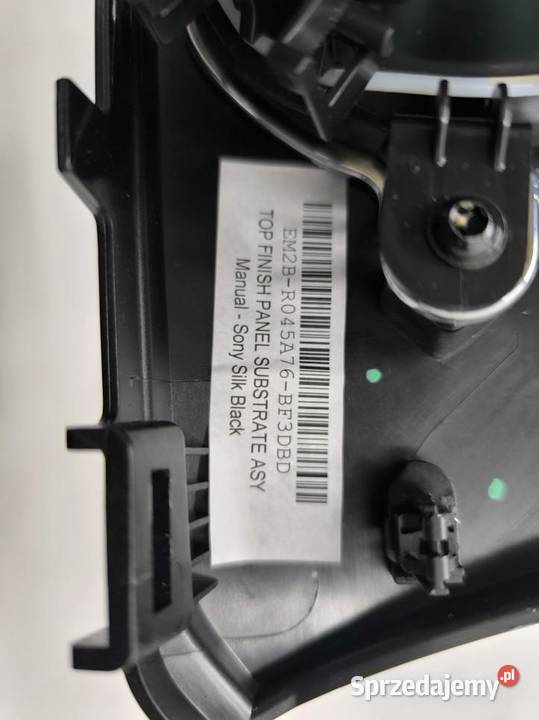 EM2B-R045A76-BF3DBD
TOP FINISH PANEL SUBSTRATE ASY
Manual - Sony Silk Black
Sprzedajemy.pl